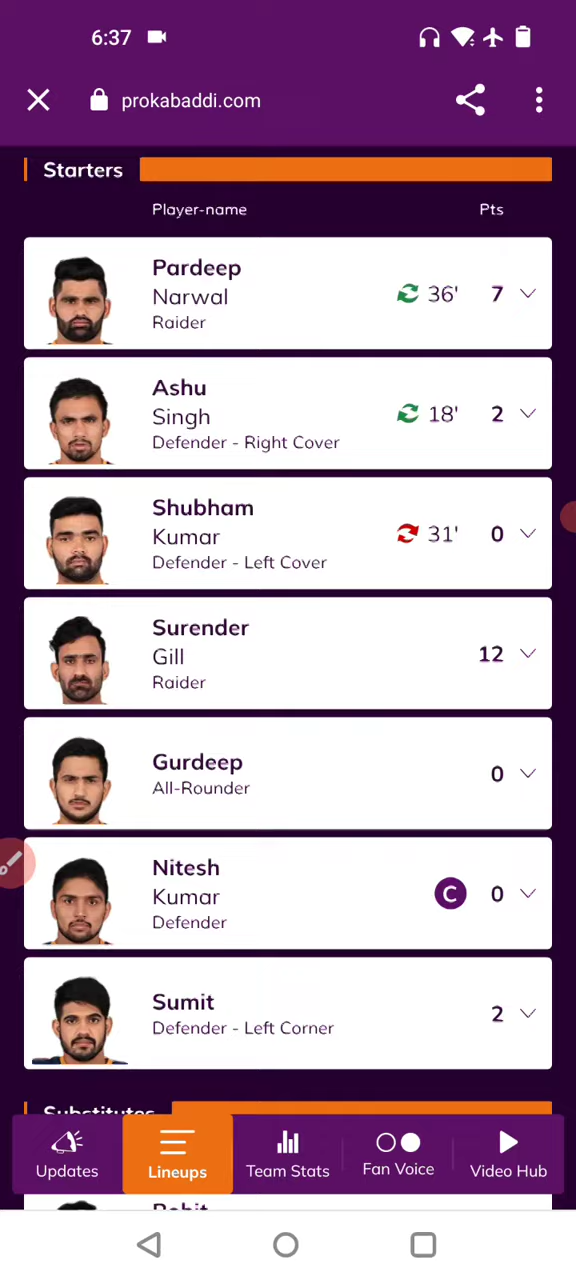 6:37
prokabaddi.com
Starters
Player-name Pts
Pardeep
Narwal 36' 7
Raider
Ashu
Singh 18' 2
Defender - Right Cover
Shubham
Kumar 31' 0
Defender - Left Cover
Surender
Gill 12
Raider
Gurdeep 0
All-Rounder
Nitesh
Kumar C 0
Defender
Sumit 2
Defender - Left Corner
Substitutes
Updates Lineups Team Stats Fan Voice Video Hub
Rohit